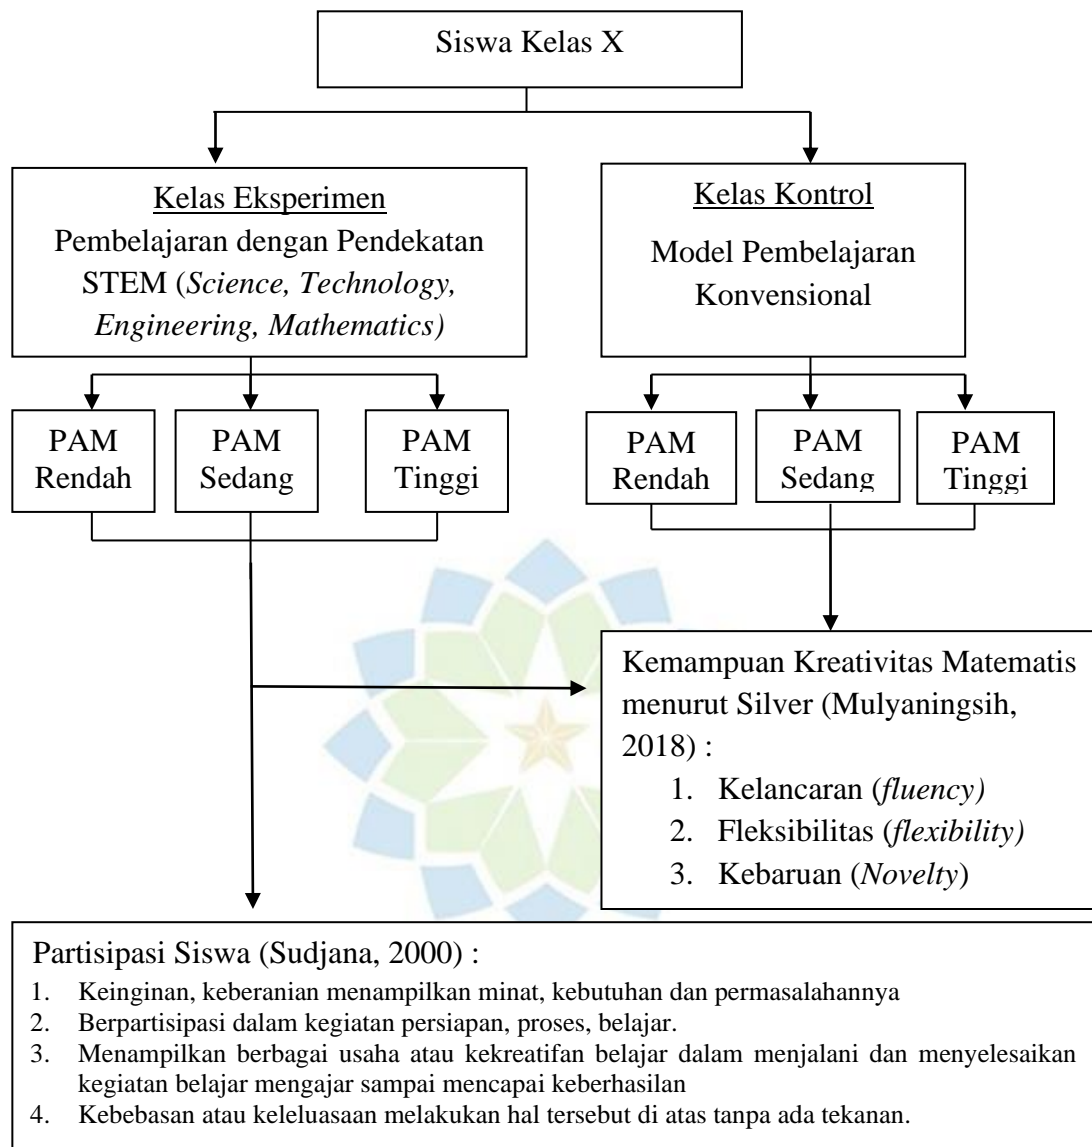 Siswa Kelas X
Kelas Eksperimen
Pembelajaran dengan Pendekatan
STEM (Science, Technology,
Engineering, Mathematics)
Kelas Kontrol
Model Pembelajaran
Konvensional
PAM
Rendah
PAM
Sedang
PAM
Tinggi
PAM
Rendah
PAM
Sedang
PAM
Tinggi
Kemampuan Kreativitas Matematis
menurut Silver (Mulyaningsih,
2018) :
1. Kelancaran (fluency)
2. Fleksibilitas (flexibility)
3. Kebaruan (Novelty)
Partisipasi Siswa (Sudjana, 2000) :
1. Keinginan, keberanian menampilkan minat, kebutuhan dan permasalahannya
2. Berpartisipasi dalam kegiatan persiapan, proses, belajar.
3. Menampilkan berbagai usaha atau kekreatifan belajar dalam menjalani dan menyelesaikan
kegiatan belajar mengajar sampai mencapai keberhasilan
4. Kebebasan atau keleluasaan melakukan hal tersebut di atas tanpa ada tekanan.